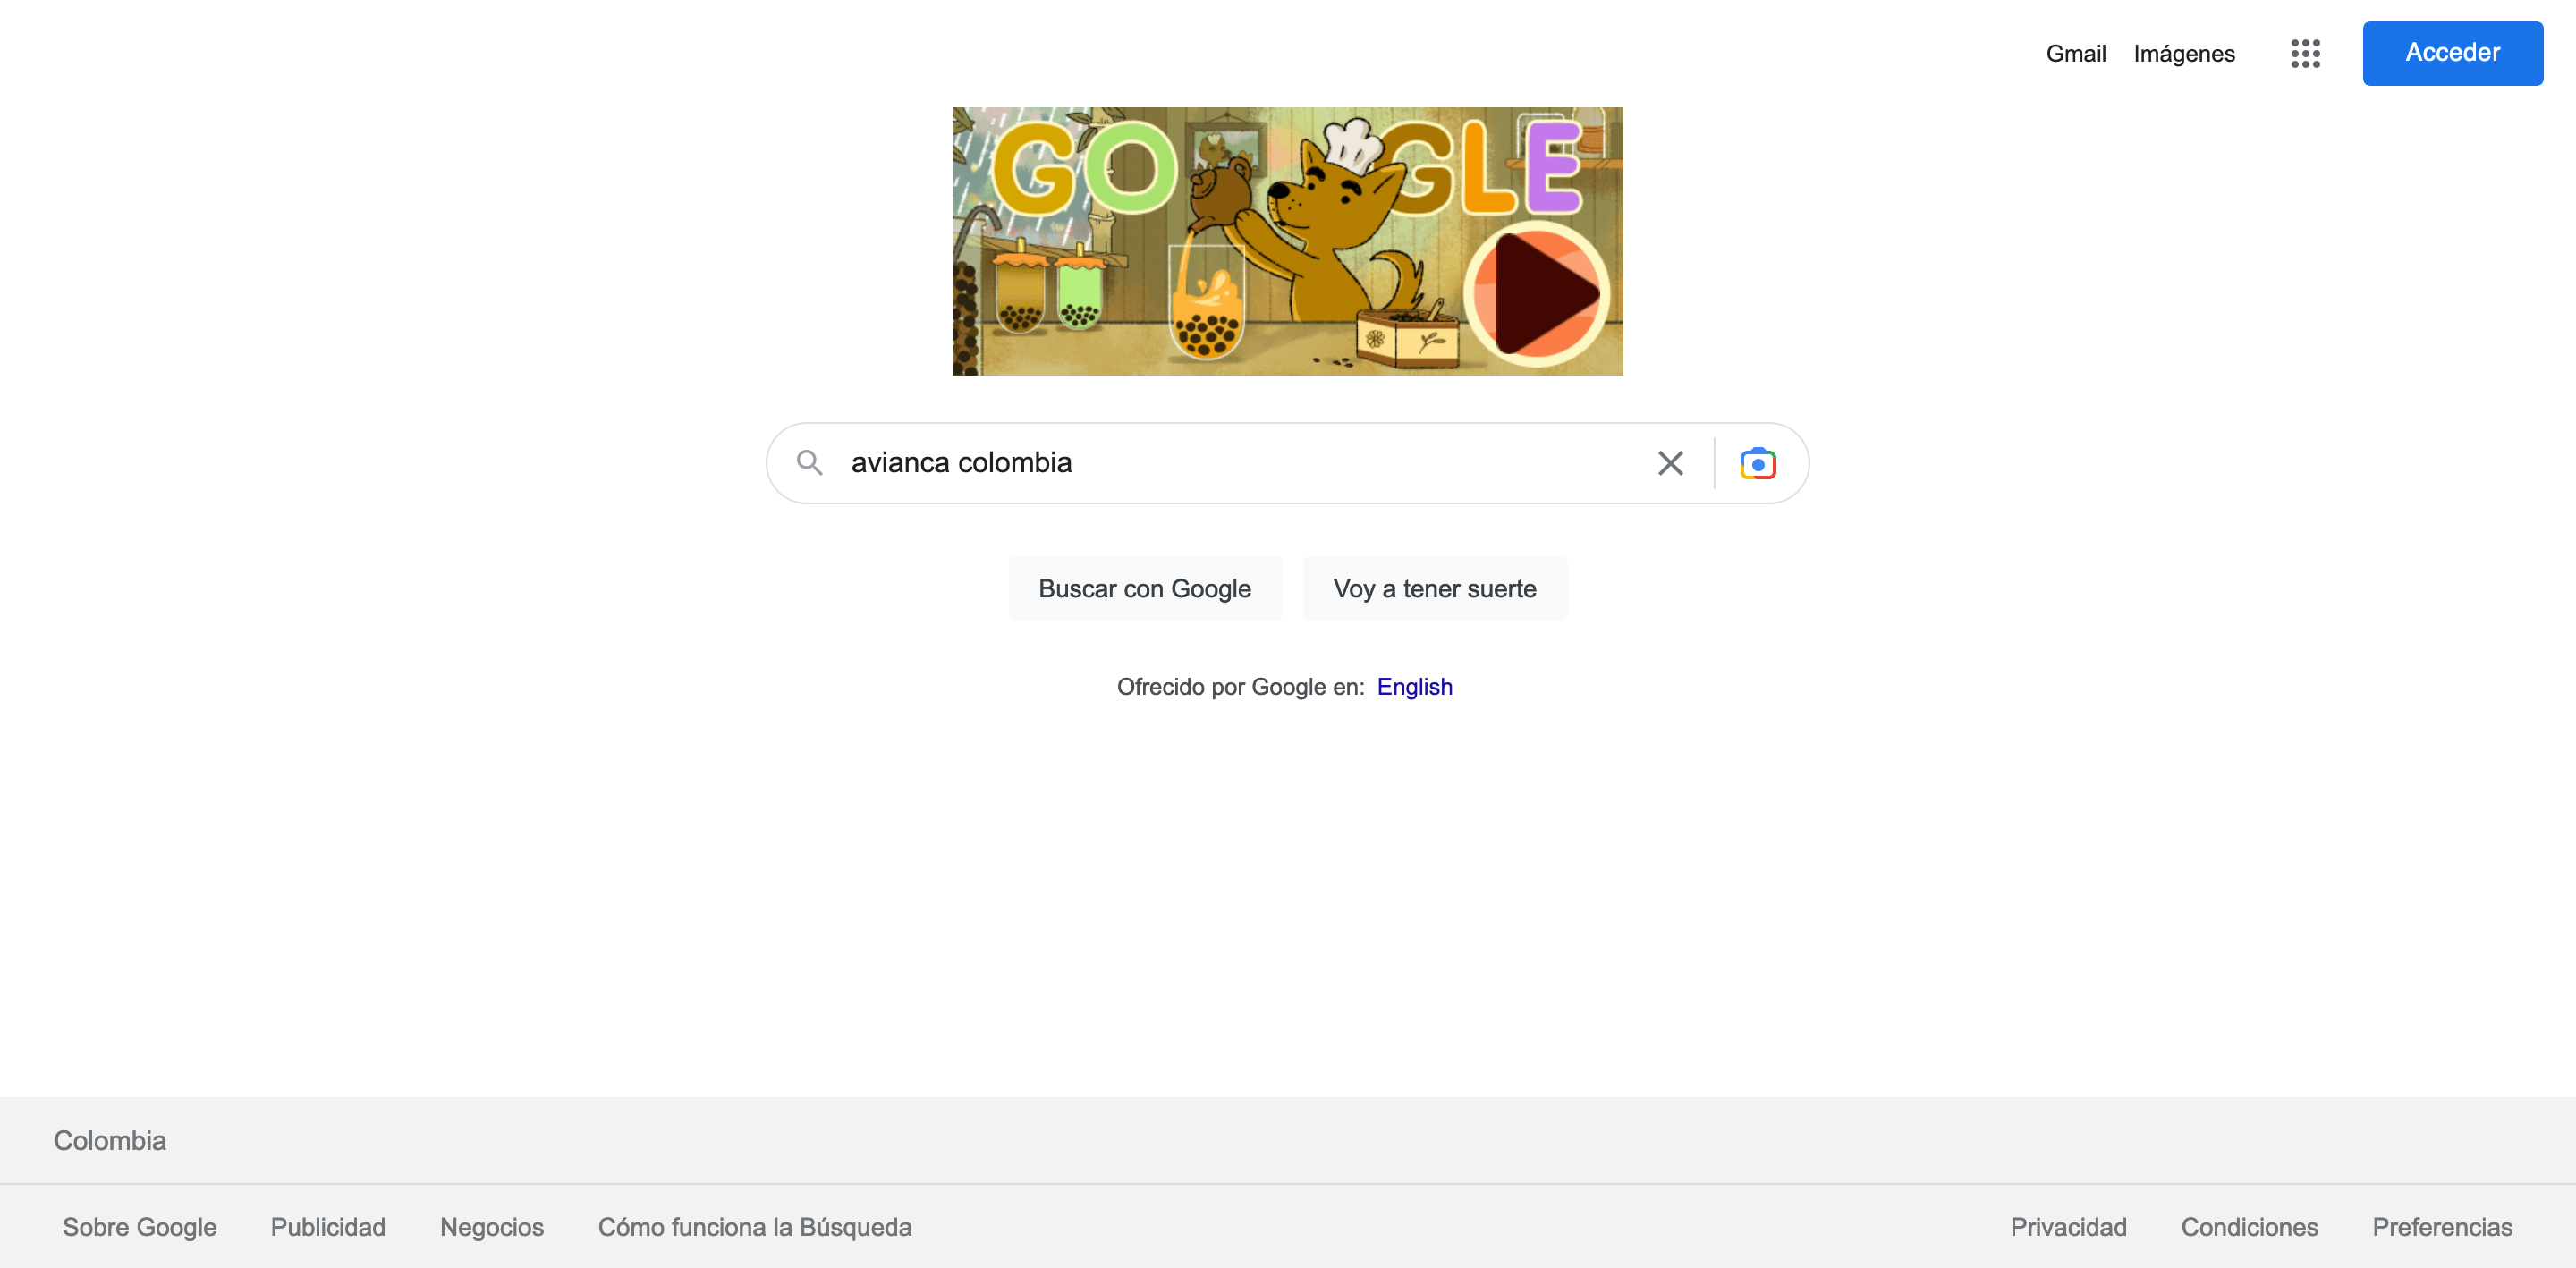 Gmail Imágenes Acceder
GO GLE
avianca colombia
Buscar con Google Voy a tener suerte
Ofrecido por Google en: English
Colombia
Sobre Google Publicidad Negocios Cómo funciona la Búsqueda Privacidad Condiciones Preferencias